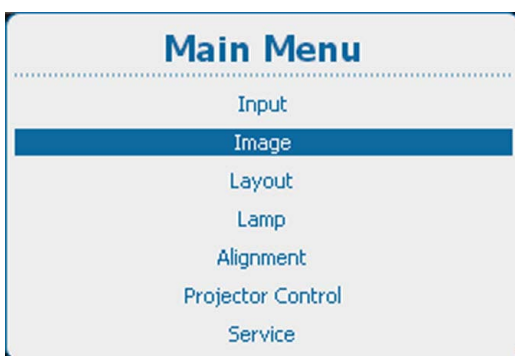 Main Menu
Input
Image
Layout
Lamp
Alignment
Projector Control
Service